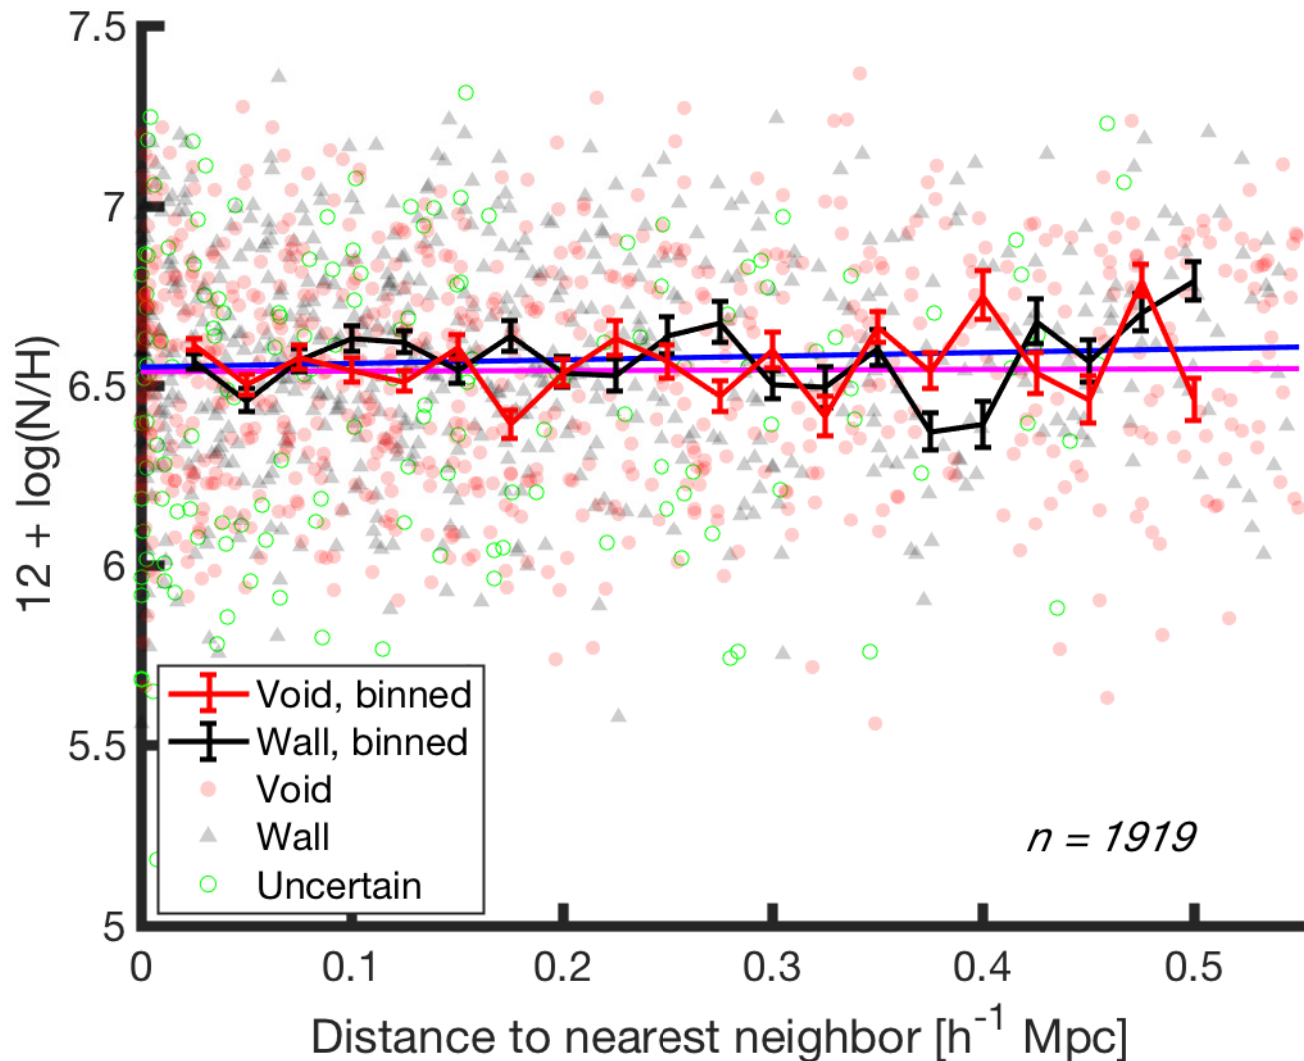 7.5
7
6.5
6
5.5
5
12 + log(N/H)
Void, binned
Wall, binned
Void
Wall
Uncertain
n = 1919
0 0.1 0.2 0.3 0.4 0.5
Distance to nearest neighbor [h⁻¹ Mpc]